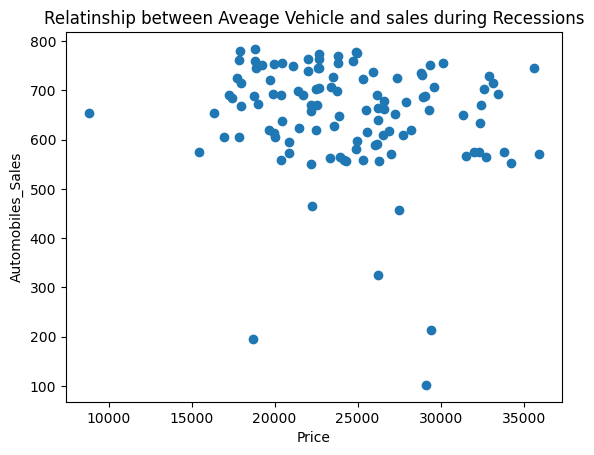 Relatinship between Aveage Vehicle and sales during Recessions
800
700
600
500
400
300
200
100
Automobiles_Sales
10000 15000 20000 25000 30000 35000
Price